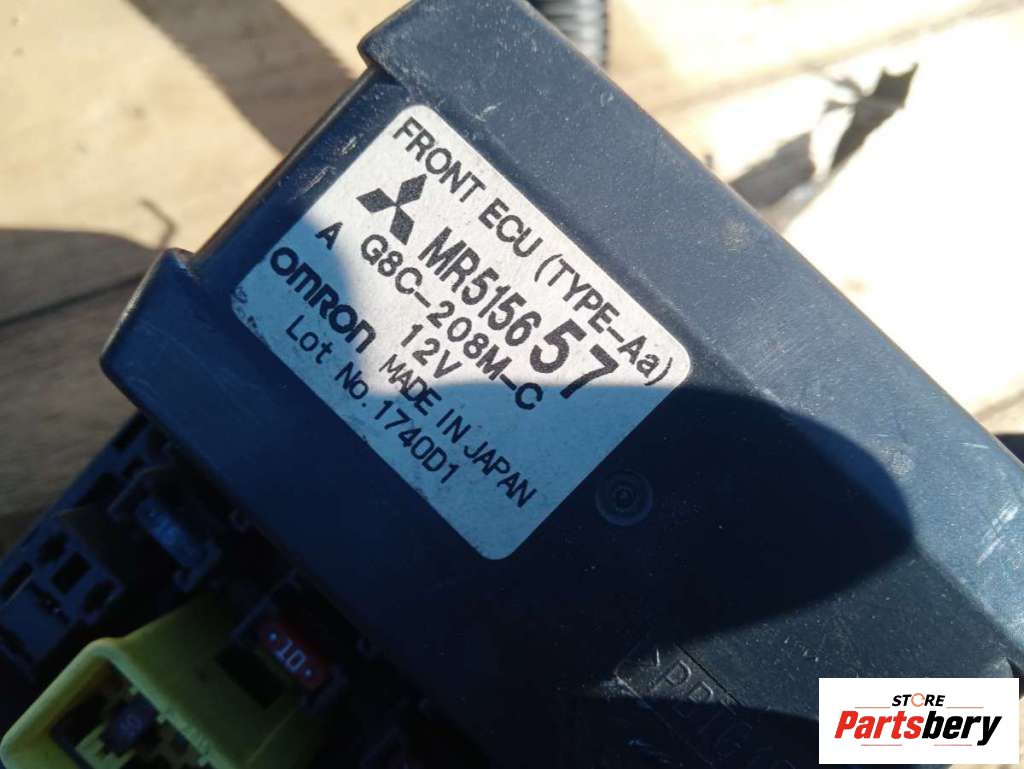 FRONT ECU (TYPE-Aa)
MR515657
A G8C-208M-C
12V
omron MADE IN JAPAN
Lot No.1740D1
10
STORE
Partsbery